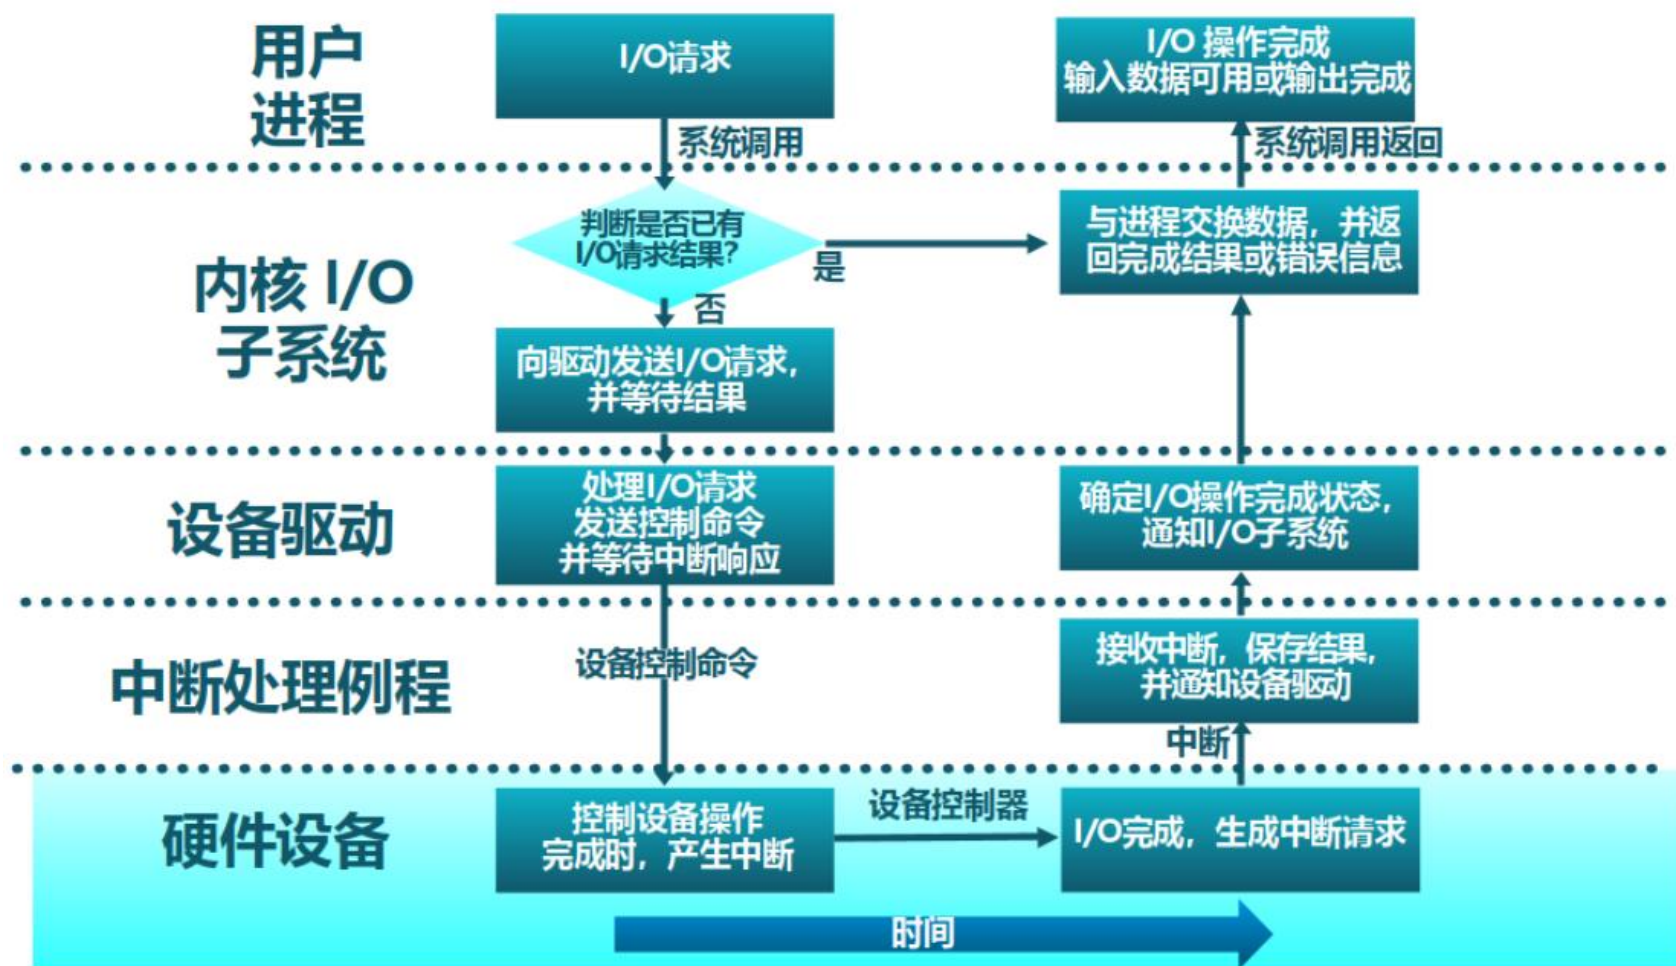 用户
进程
I/O请求
I/O 操作完成
输入数据可用或输出完成
系统调用
系统调用返回
内核 I/O
子系统
判断是否已有
I/O请求结果？
是
否
与进程交换数据，并返
回完成结果或错误信息
向驱动发送I/O请求，
并等待结果
设备驱动
处理I/O请求
发送控制命令
并等待中断响应
确定I/O操作完成状态，
通知I/O子系统
中断处理例程
设备控制命令
接收中断，保存结果，
并通知设备驱动
中断
硬件设备
控制设备操作
完成时，产生中断
设备控制器
I/O完成，生成中断请求
时间